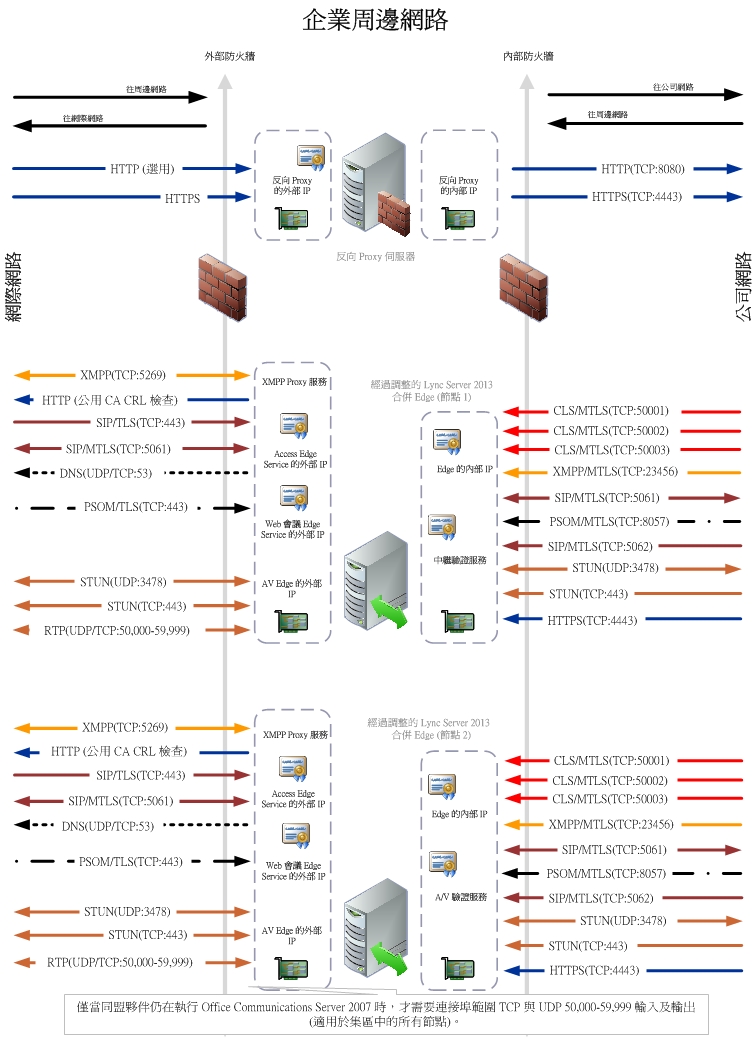 企業周邊網路
外部防火牆
內部防火牆
往周邊網路
往網際網路
往公司網路
往周邊網路
HTTP (選用)
HTTPS
反向 Proxy
的外部 IP
反向 Proxy
的內部 IP
HTTP(TCP:8080)
HTTPS(TCP:4443)
反向 Proxy 伺服器
網際網路
公司網路
XMPP(TCP:5269)
HTTP (公用 CA CRL 檢查)
SIP/TLS(TCP:443)
SIP/MTLS(TCP:5061)
DNS(UDP/TCP:53)
PSOM/TLS(TCP:443)
STUN(UDP:3478)
STUN(TCP:443)
RTP(UDP/TCP:50,000-59,999)
XMPP Proxy 服務
Access Edge
Service 的外部 IP
Web 會議 Edge
Service 的外部 IP
AV Edge 的外部
IP
經過調整的 Lync Server 2013
合併 Edge (節點 1)
Edge 的內部 IP
中繼驗證服務
CLS/MTLS(TCP:50001)
CLS/MTLS(TCP:50002)
CLS/MTLS(TCP:50003)
XMPP/MTLS(TCP:23456)
SIP/MTLS(TCP:5061)
PSOM/MTLS(TCP:8057)
SIP/MTLS(TCP:5062)
STUN(UDP:3478)
STUN(TCP:443)
HTTPS(TCP:4443)
XMPP(TCP:5269)
HTTP (公用 CA CRL 檢查)
SIP/TLS(TCP:443)
SIP/MTLS(TCP:5061)
DNS(UDP/TCP:53)
PSOM/TLS(TCP:443)
STUN(UDP:3478)
STUN(TCP:443)
RTP(UDP/TCP:50,000-59,999)
XMPP Proxy 服務
Access Edge
Service 的外部 IP
Web 會議 Edge
Service 的外部 IP
AV Edge 的外部
IP
經過調整的 Lync Server 2013
合併 Edge (節點 2)
Edge 的內部 IP
A/V 驗證服務
CLS/MTLS(TCP:50001)
CLS/MTLS(TCP:50002)
CLS/MTLS(TCP:50003)
XMPP/MTLS(TCP:23456)
SIP/MTLS(TCP:5061)
PSOM/MTLS(TCP:8057)
SIP/MTLS(TCP:5062)
STUN(UDP:3478)
STUN(TCP:443)
HTTPS(TCP:4443)
僅當同盟夥伴仍在執行 Office Communications Server 2007 時，才需要連接埠範圍 TCP 與 UDP 50,000-59,999 輸入及輸出
(適用於集區中的所有節點)。